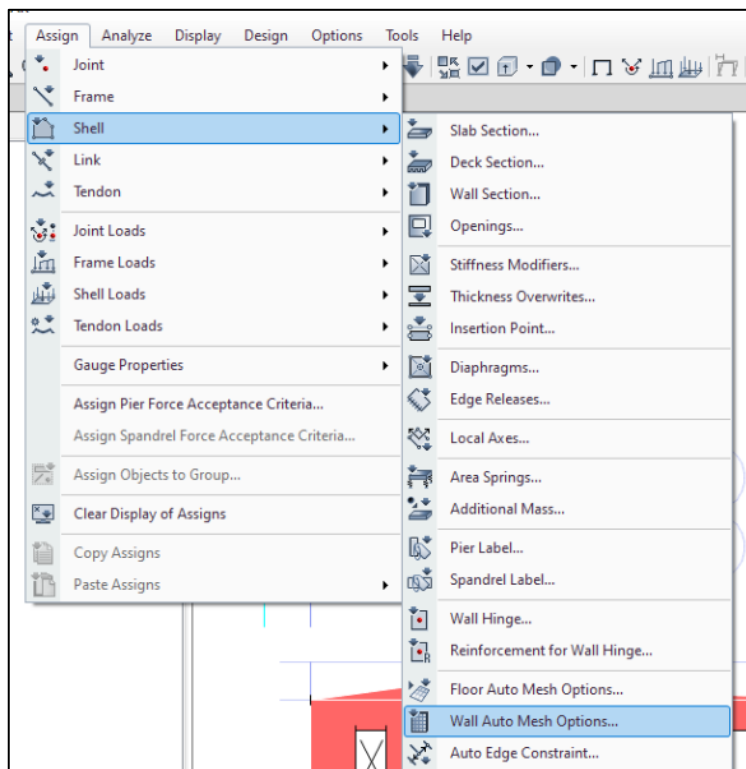 Assign Analyze Display Design Options Tools Help
Joint
Frame
Shell
Link
Tendon
Joint Loads
Frame Loads
Shell Loads
Tendon Loads
Gauge Properties
Assign Pier Force Acceptance Criteria...
Assign Spandrel Force Acceptance Criteria...
Assign Objects to Group...
Clear Display of Assigns
Copy Assigns
Paste Assigns
Slab Section...
Deck Section...
Wall Section...
Openings...
Stiffness Modifiers...
Thickness Overwrites...
Insertion Point...
Diaphragms...
Edge Releases...
Local Axes...
Area Springs...
Additional Mass...
Pier Label...
Spandrel Label...
Wall Hinge...
Reinforcement for Wall Hinge...
Floor Auto Mesh Options...
Wall Auto Mesh Options...
Auto Edge Constraint...